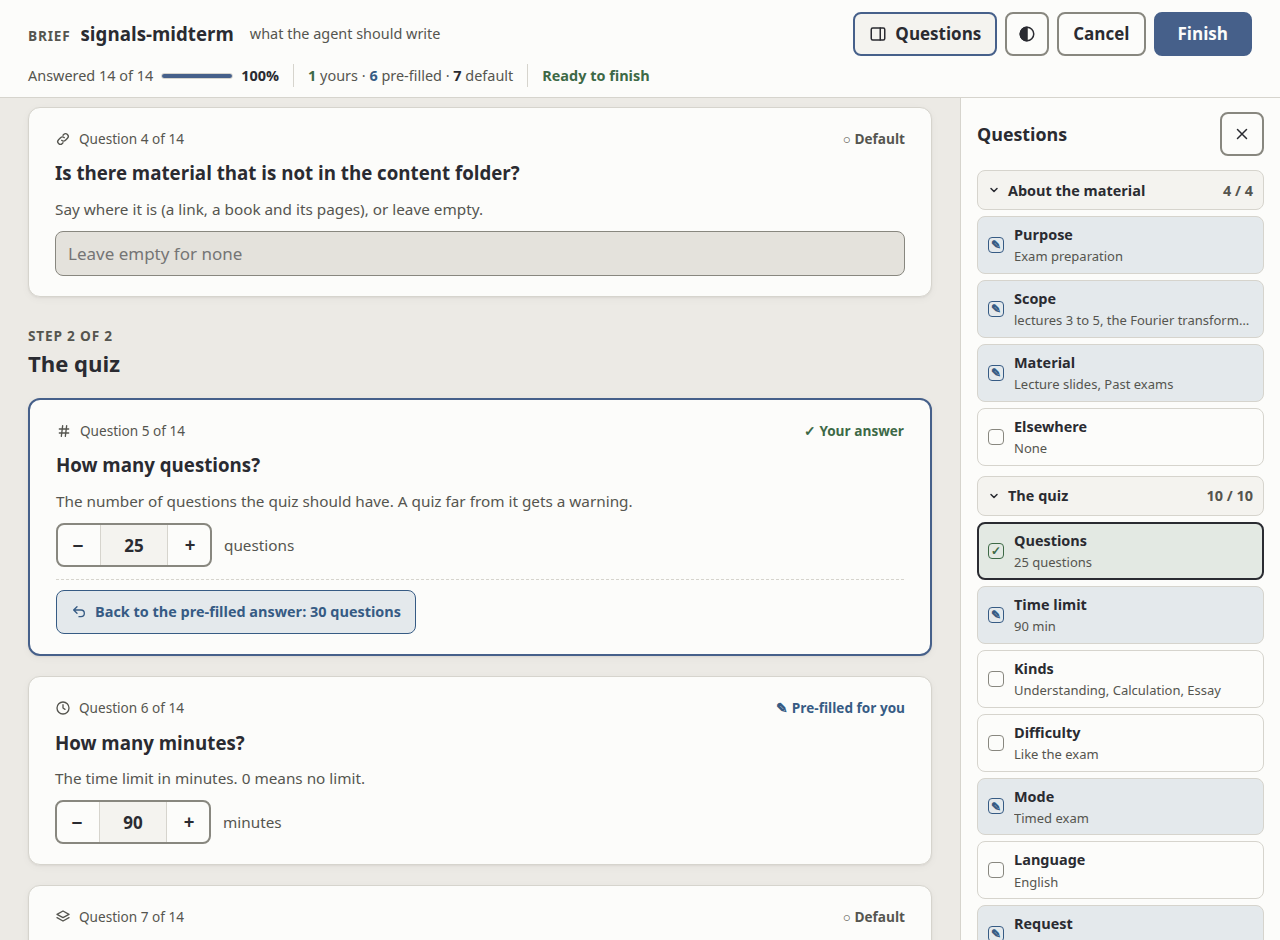 BRIEF signals-midterm what the agent should write
Questions
Cancel
Finish
Answered 14 of 14 100% 1 yours · 6 pre-filled · 7 default Ready to finish
Question 4 of 14
○ Default
Is there material that is not in the content folder?
Say where it is (a link, a book and its pages), or leave empty.
Leave empty for none
STEP 2 OF 2
The quiz
Question 5 of 14
✓ Your answer
How many questions?
The number of questions the quiz should have. A quiz far from it gets a warning.
− 25 + questions
Back to the pre-filled answer: 30 questions
Question 6 of 14
✎ Pre-filled for you
How many minutes?
The time limit in minutes. 0 means no limit.
− 90 + minutes
Question 7 of 14
○ Default
Questions
About the material 4 / 4
Purpose
Exam preparation
Scope
lectures 3 to 5, the Fourier transform...
Material
Lecture slides, Past exams
Elsewhere
None
The quiz 10 / 10
Questions
25 questions
Time limit
90 min
Kinds
Understanding, Calculation, Essay
Difficulty
Like the exam
Mode
Timed exam
Language
English
Request